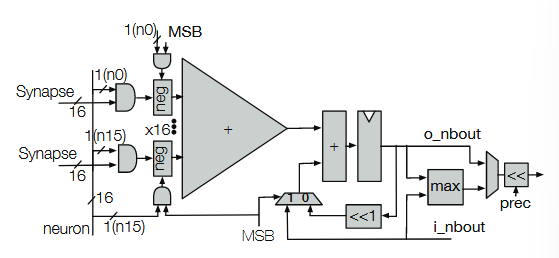 1(n0)
MSB
1(n0)
Synapse
16
neg
x16
+
1(n15)
Synapse
16
neg
16
neuron
1(n15)
MSB
1 0
+
<<1
o_nbout
max
<<
prec
i_nbout